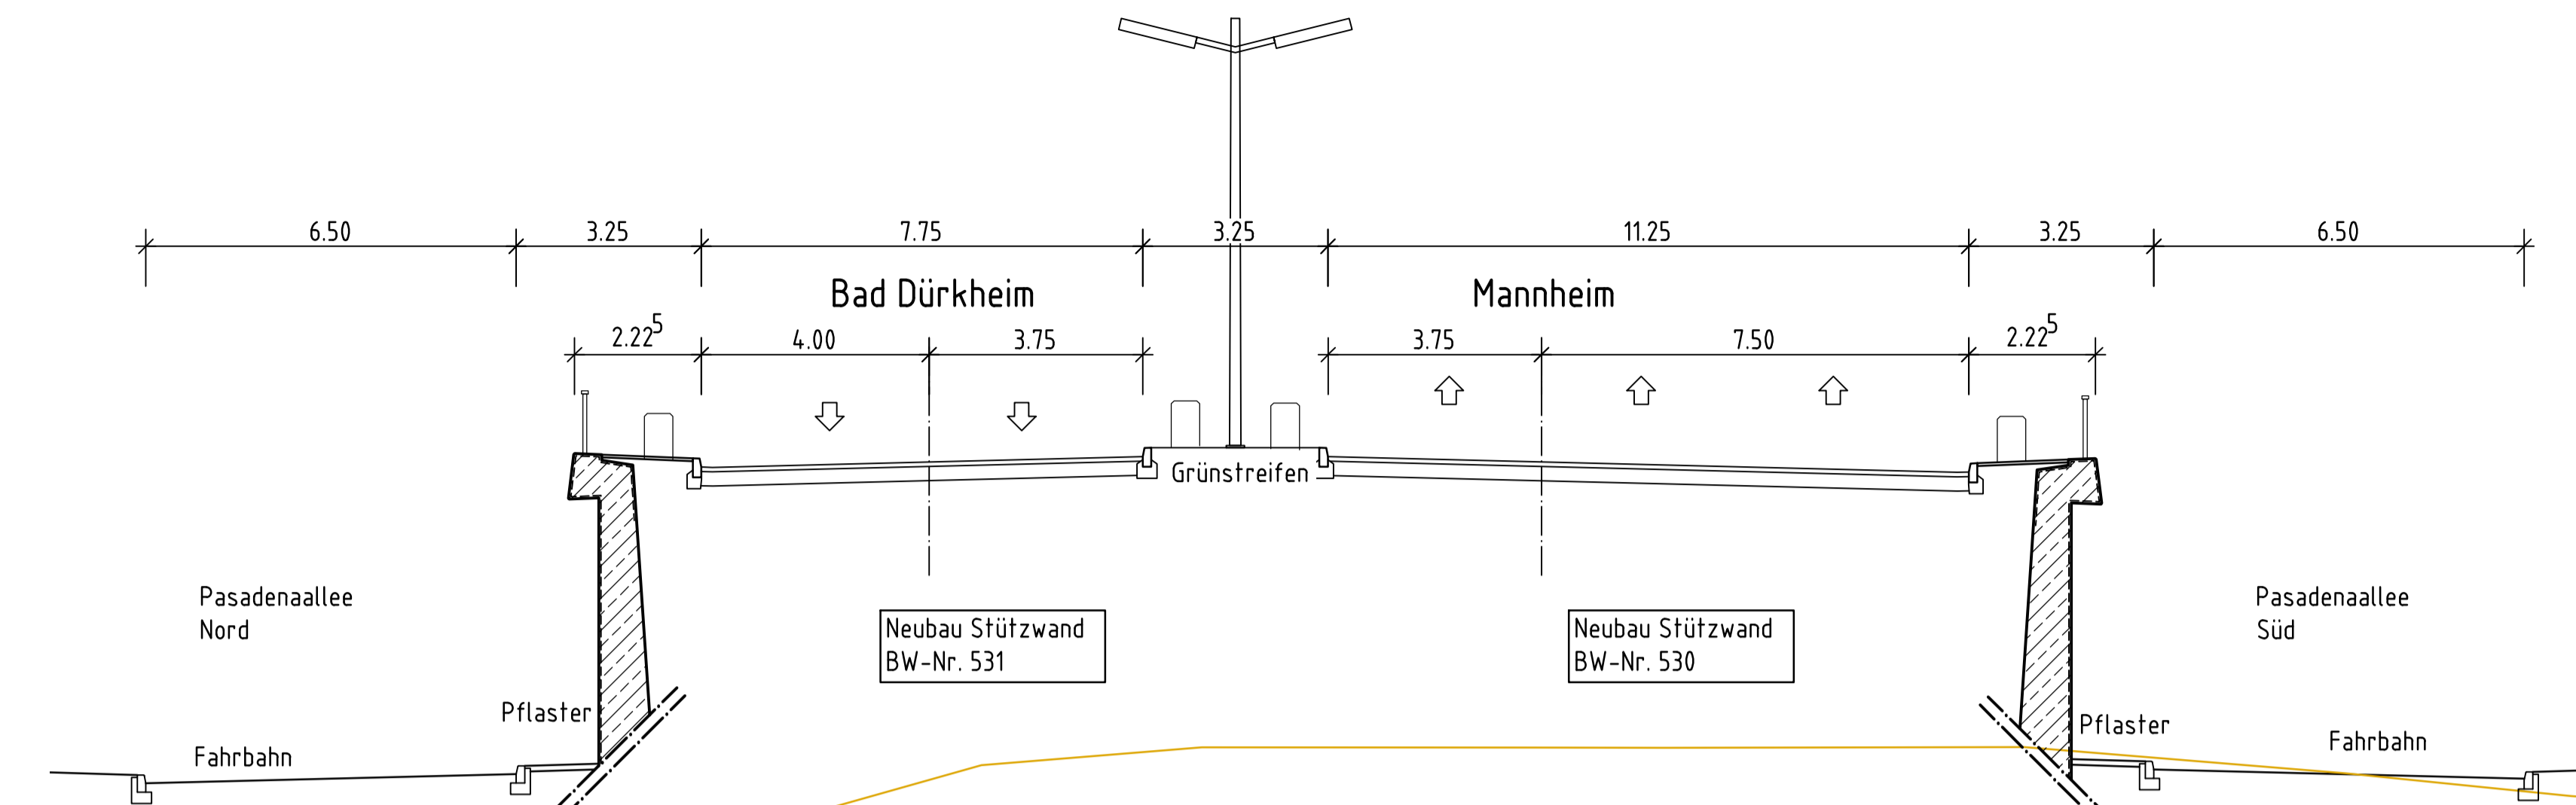 6.50 3.25 7.75 3.25 11.25 3.25 6.50
Bad Dürkheim Mannheim
2.22⁵ 4.00 3.75 3.75 7.50 2.22⁵
Grünstreifen
Pasadenaallee
Nord
Neubau Stützwand
BW-Nr. 531
Neubau Stützwand
BW-Nr. 530
Pasadenaallee
Süd
Pflaster
Pflaster
Fahrbahn
Fahrbahn